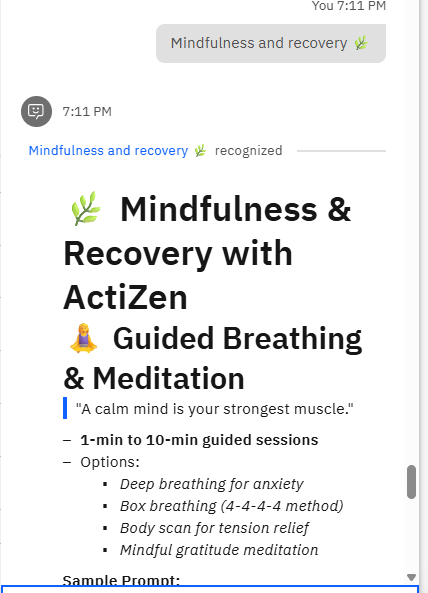 You 7:11 PM
Mindfulness and recovery 🌿
7:11 PM
Mindfulness and recovery 🌿 recognized
🌿 Mindfulness &
Recovery with
ActiZen
🧘 Guided Breathing
& Meditation
"A calm mind is your strongest muscle."
– 1-min to 10-min guided sessions
– Options:
▪ Deep breathing for anxiety
▪ Box breathing (4-4-4-4 method)
▪ Body scan for tension relief
▪ Mindful gratitude meditation
Sample Prompt: